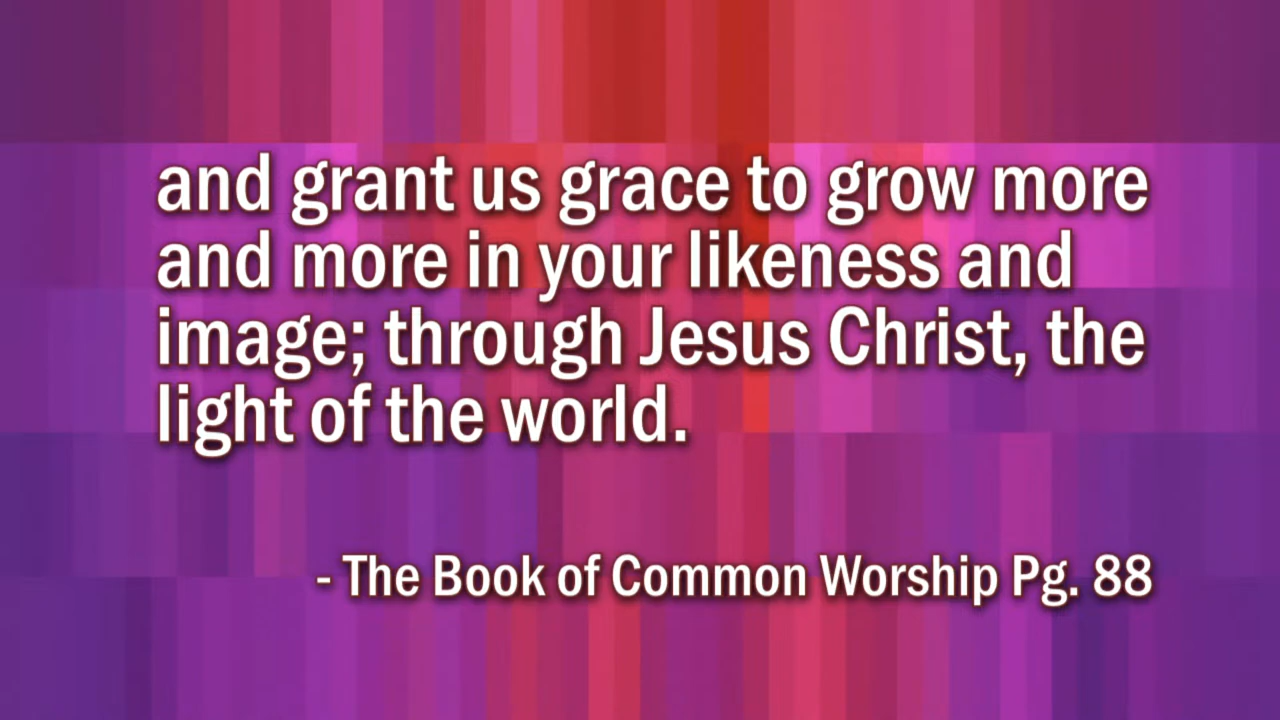 and grant us grace to grow more
and more in your likeness and
image; through Jesus Christ, the
light of the world.
- The Book of Common Worship Pg. 88